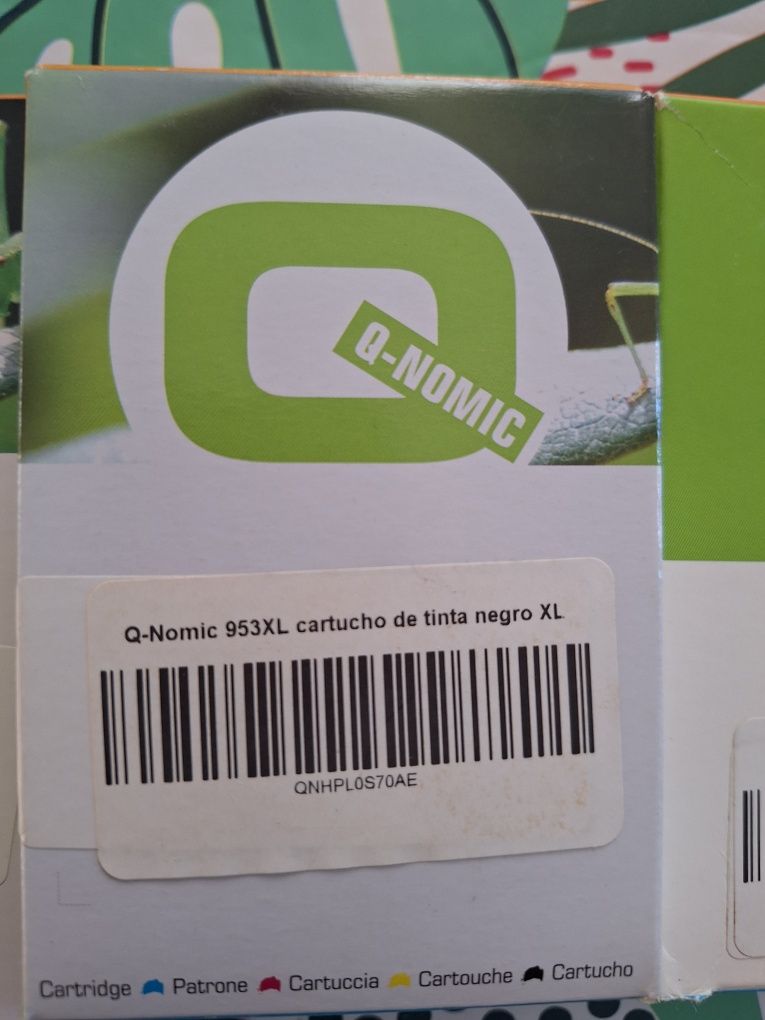 Q-NOMIC
Q-Nomic 953XL cartucho de tinta negro XL
QNHPL0S70AE
Cartridge Patrone Cartuccia Cartouche Cartucho